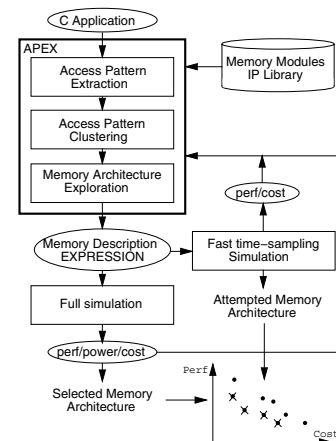 C Application
APEX
Access Pattern
Extraction
Memory Modules
IP Library
Access Pattern
Clustering
Memory Architecture
Exploration
perf/cost
Memory Description
EXPRESSION
Fast time-sampling
Simulation
Full simulation
Attempted Memory
Architecture
perf/power/cost
Perf
Selected Memory
Architecture
Cost